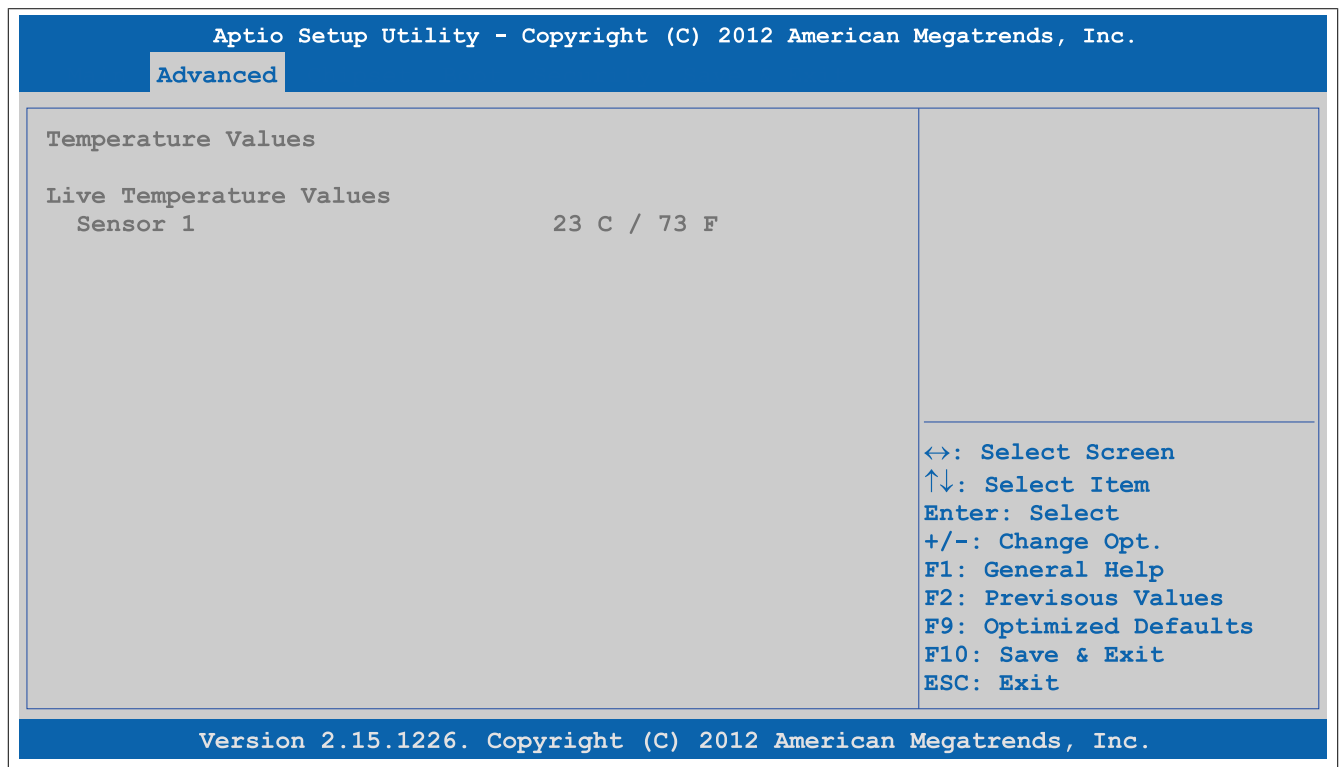 Aptio Setup Utility - Copyright (C) 2012 American Megatrends, Inc.
Advanced
Temperature Values
Live Temperature Values
Sensor 1 23 C / 73 F
↔: Select Screen
↑↓: Select Item
Enter: Select
+/-: Change Opt.
F1: General Help
F2: Previsous Values
F9: Optimized Defaults
F10: Save & Exit
ESC: Exit
Version 2.15.1226. Copyright (C) 2012 American Megatrends, Inc.